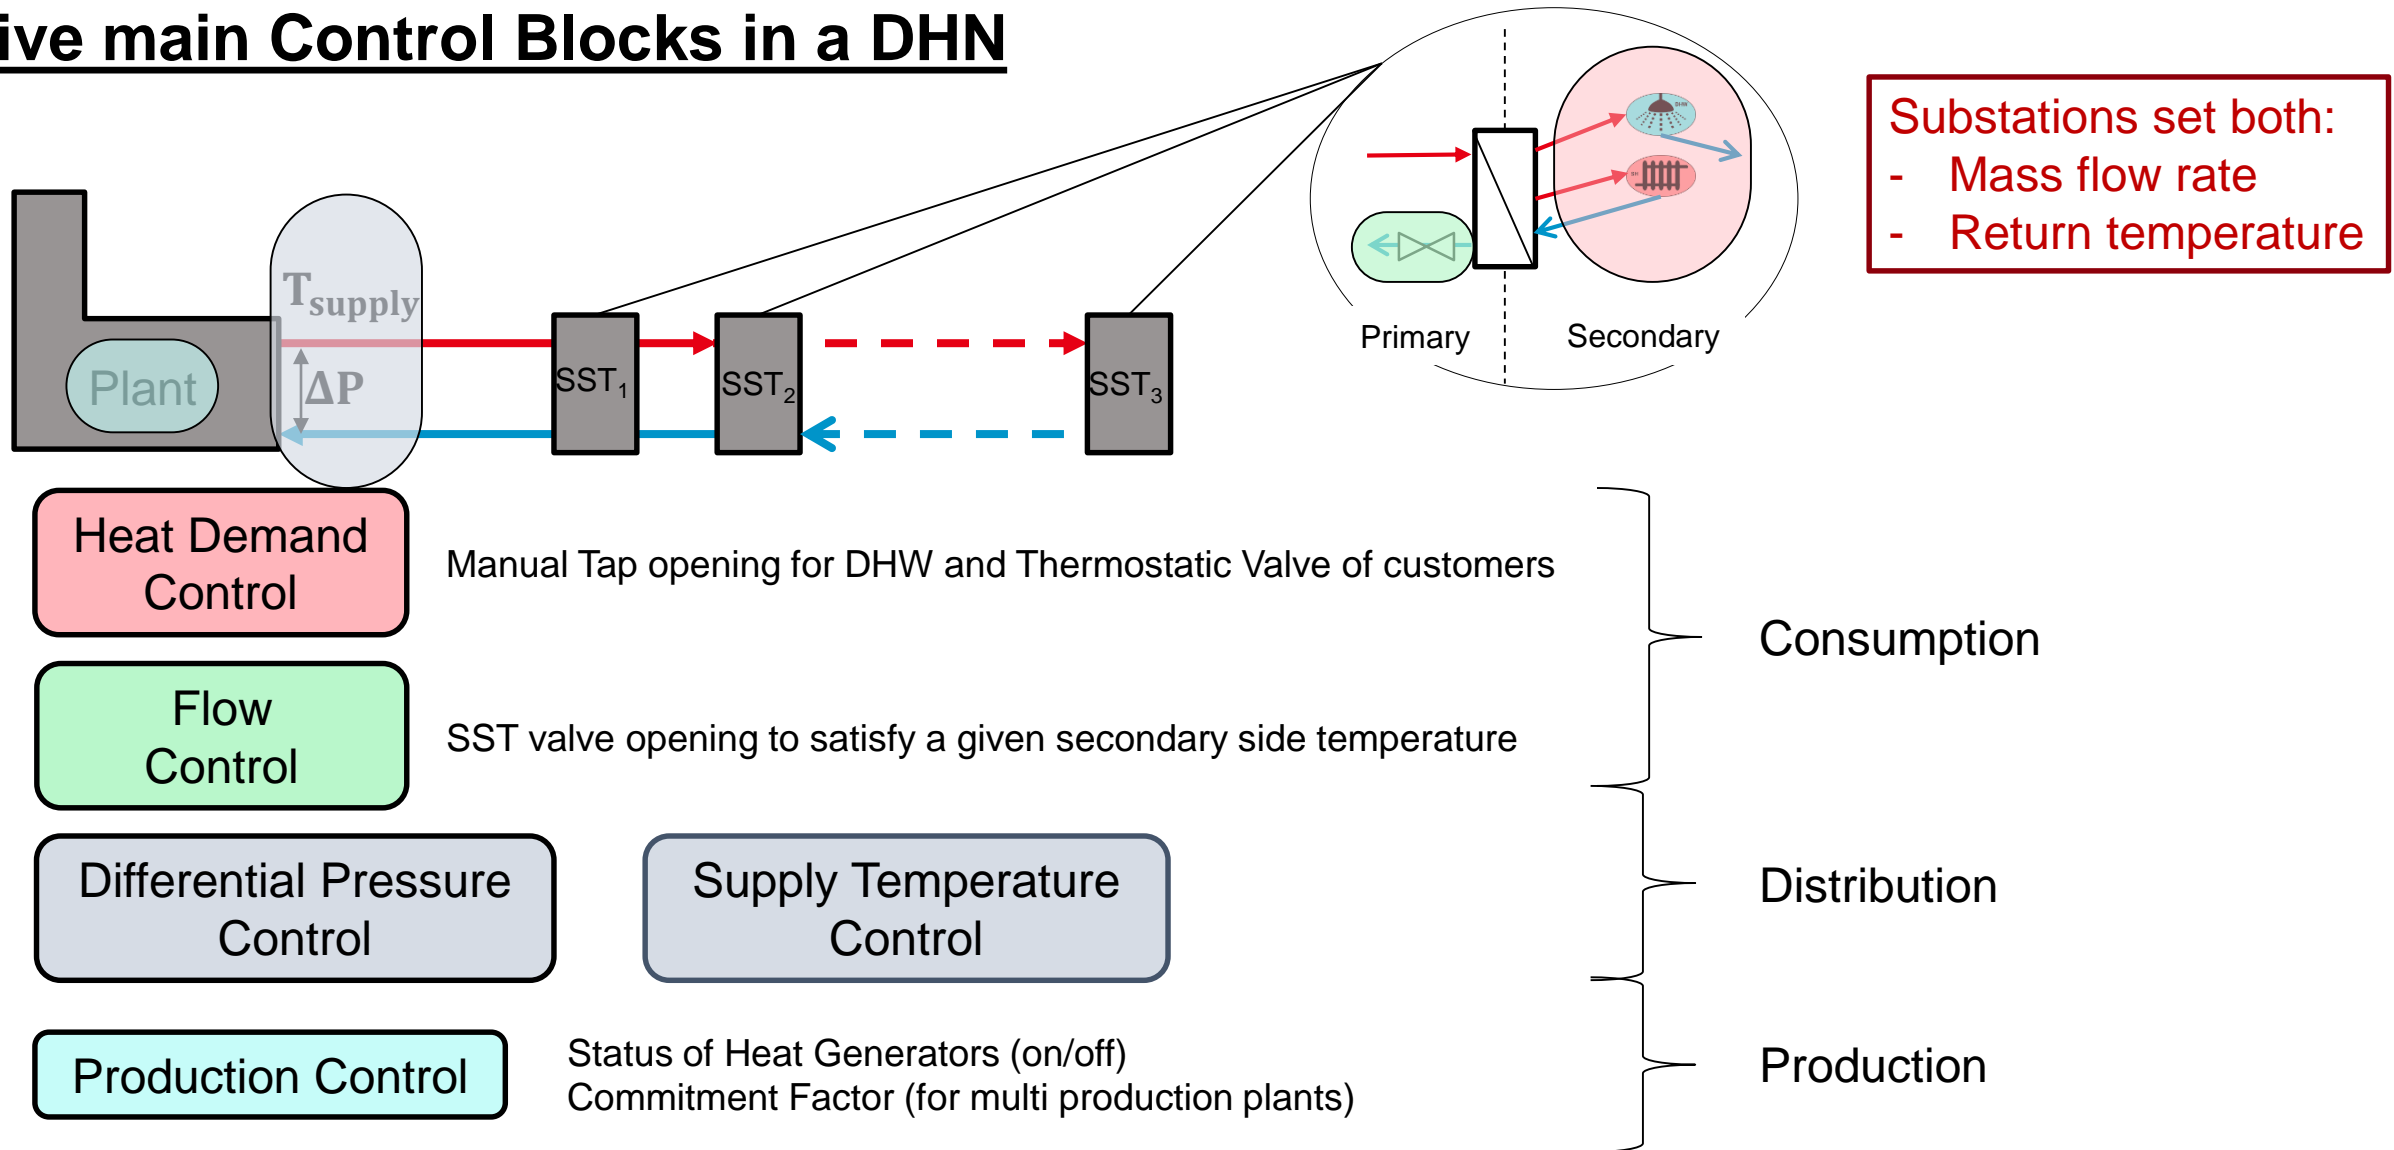 ive main Control Blocks in a DHN
Substations set both:
- Mass flow rate
- Return temperature
DHW
SH
Primary
Secondary
T_supply
ΔP
Plant
SST₁
SST₂
SST₃
Heat Demand
Control
Manual Tap opening for DHW and Thermostatic Valve of customers
Consumption
Flow
Control
SST valve opening to satisfy a given secondary side temperature
Differential Pressure
Control
Supply Temperature
Control
Distribution
Production Control
Status of Heat Generators (on/off)
Commitment Factor (for multi production plants)
Production